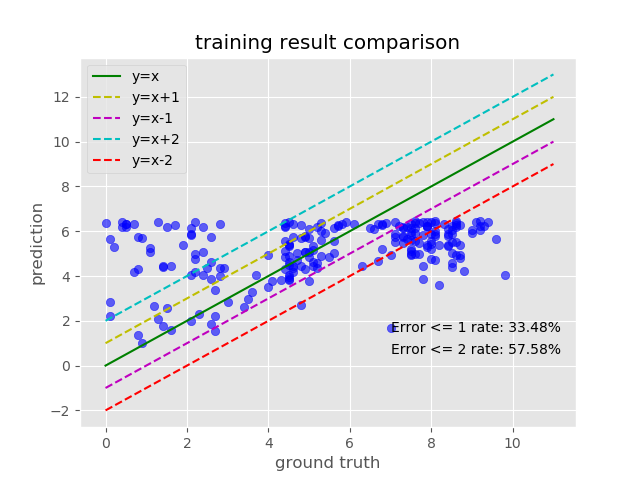 training result comparison
y=x
y=x+1
y=x-1
y=x+2
y=x-2
12
10
8
6
4
2
0
−2
prediction
Error <= 1 rate: 33.48%
Error <= 2 rate: 57.58%
0 2 4 6 8 10
ground truth